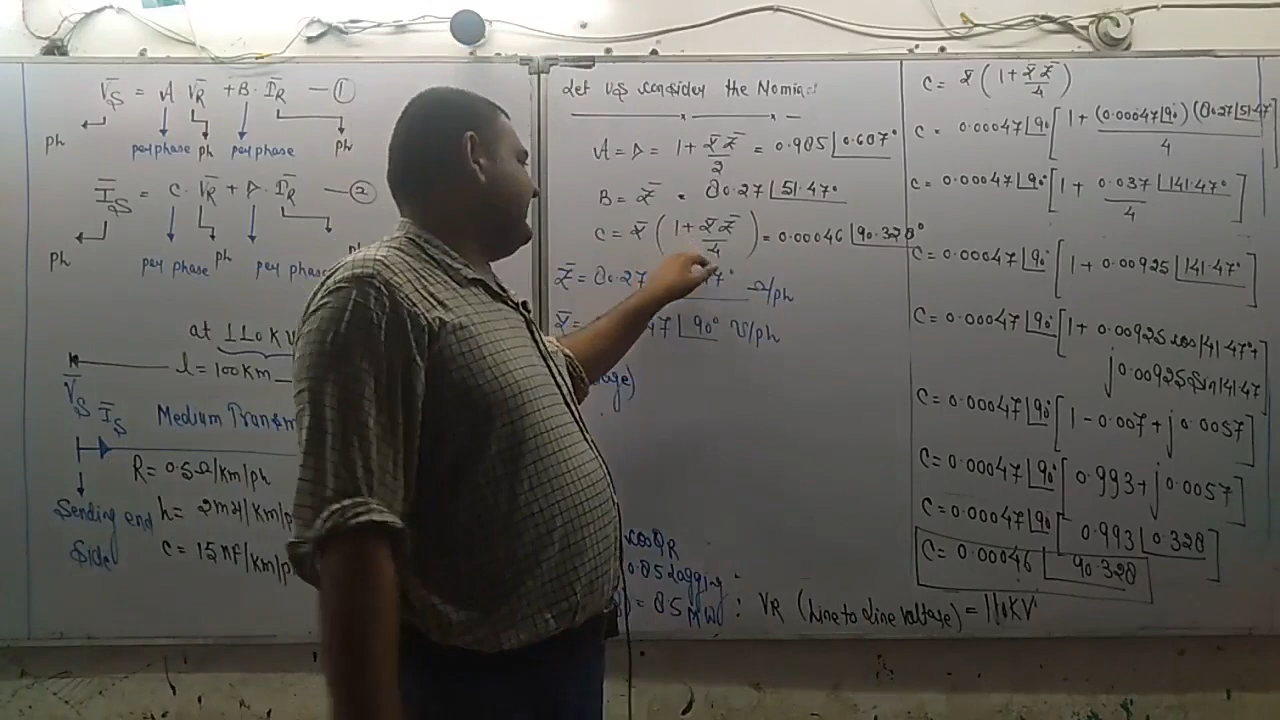 V̄S = A V̄R + B. ĪR — ①
ph per phase ph per phase ph
ĪS = C. V̄R + D. ĪR — ②
ph per phase ph per phase ph
at 110 KV
l = 100 Km
V̄S ĪS Medium
R = 0.5Ω/Km/ph
2mH/Km/
C = 15 nF/Km/
Sending end
Side
Let us consider the
A = D = 1 + ȲZ̄/2 = 0.985 ∠0.607°
B = Z̄ = 80.27 ∠51.47°
C = Ȳ (1 + ȲZ̄/4) = 0.00046 ∠90.328°
Z̄ = 80.27 Ω/ph
Ȳ = 47 ∠90° ℧/ph
cosθR
0.85 lagging
= 85 MW : VR (Line to Line voltage) = 110KV
C = Ȳ (1 + ȲZ̄/4)
C = 0.00047∠90 [1 + (0.00047∠90) (80.27∠51.47°)/4]
C = 0.00047∠90° [1 + 0.037∠141.47°/4]
C = 0.00047∠90° [1 + 0.00925∠141.47°]
C = 0.00047∠90° [1 + 0.00925 cos 141.47° +
j 0.00925 sin 141.47]
C = 0.00047∠90° [1 - 0.007 + j 0.0057]
C = 0.00047∠90° [0.993 + j 0.0057]
C = 0.00047∠90 [0.993∠0.328]
C = 0.00046 ∠90.328